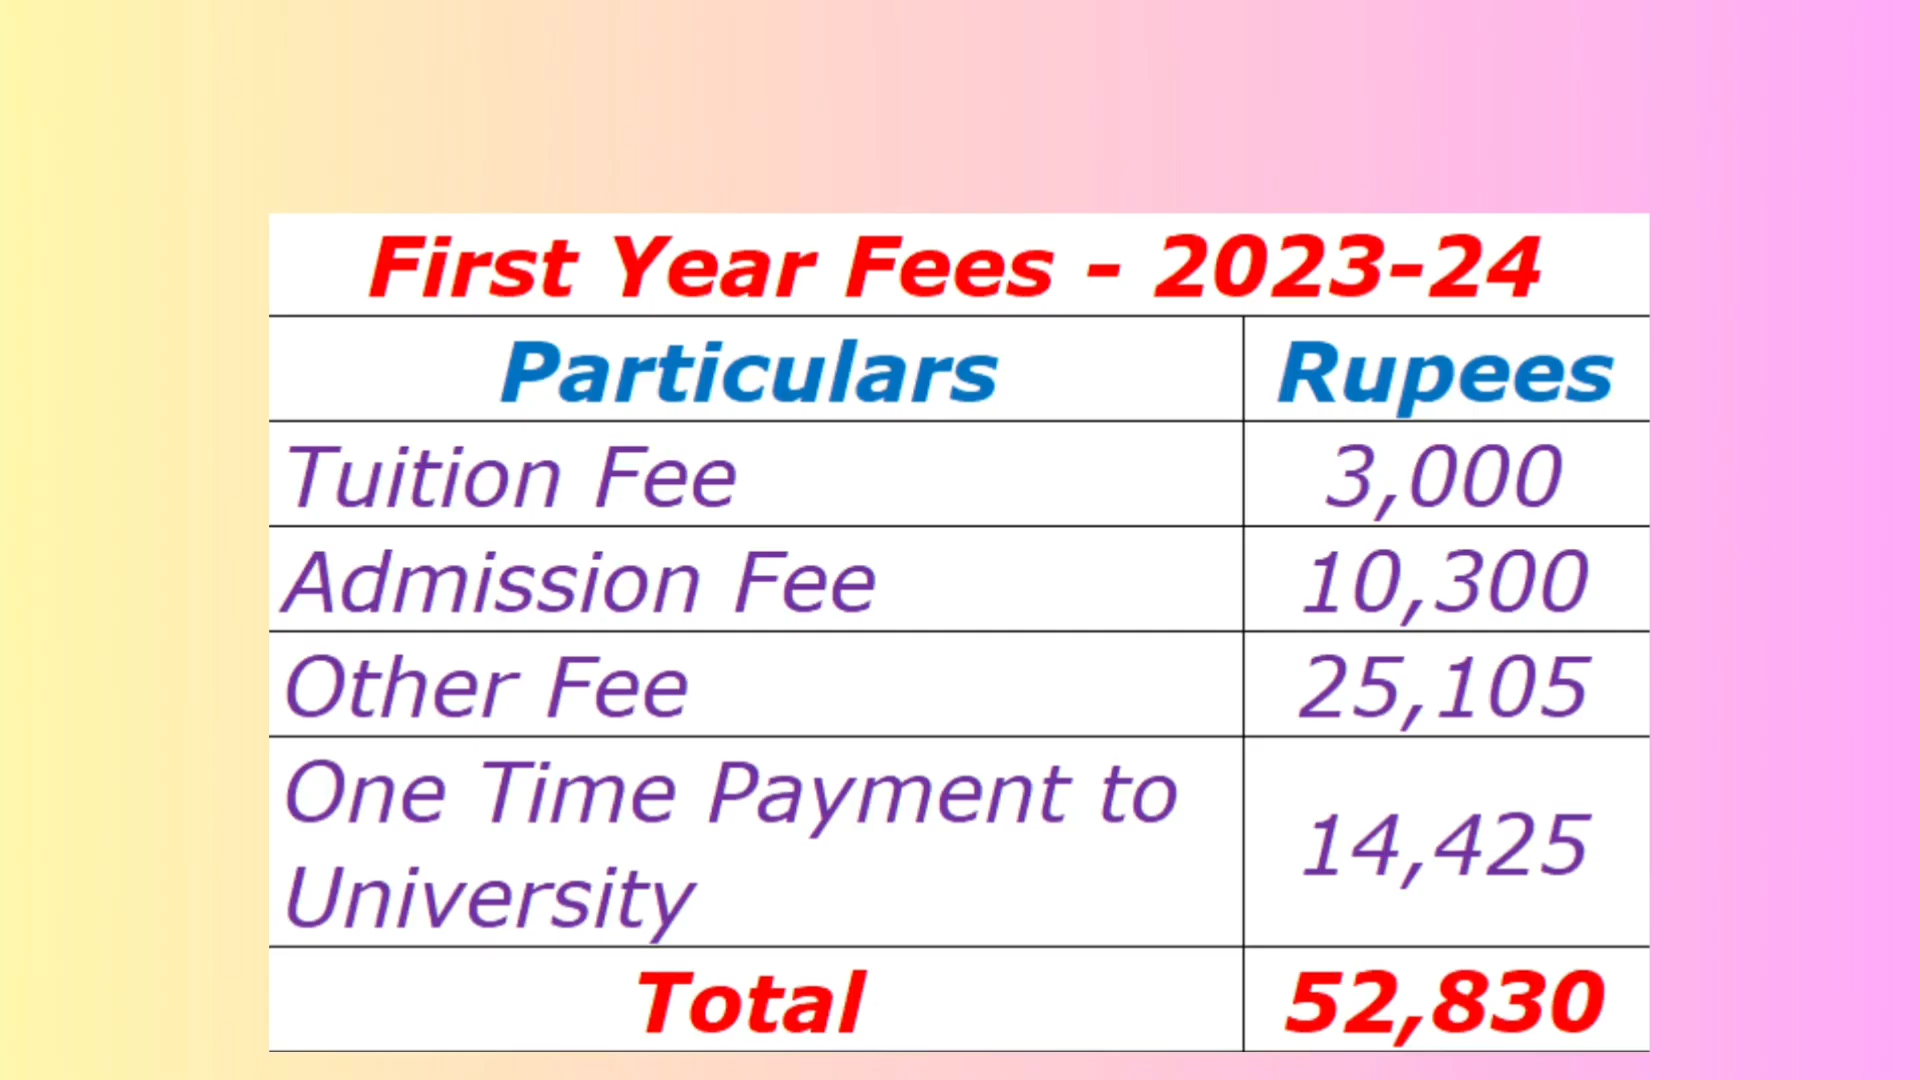 First Year Fees - 2023-24
Particulars Rupees
Tuition Fee 3,000
Admission Fee 10,300
Other Fee 25,105
One Time Payment to
University 14,425
Total 52,830